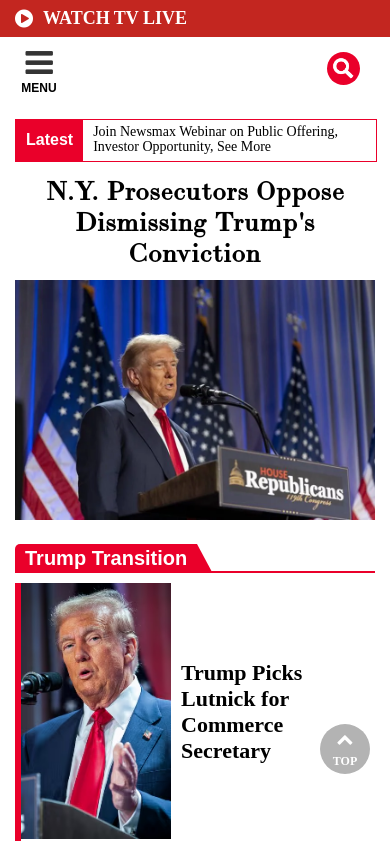 WATCH TV LIVE
MENU
Latest
Join Newsmax Webinar on Public Offering,
Investor Opportunity, See More
N.Y. Prosecutors Oppose
Dismissing Trump's
Conviction
HOUSE
Republicans
119th Congress
Trump Transition
Trump Picks
Lutnick for
Commerce
Secretary
TOP